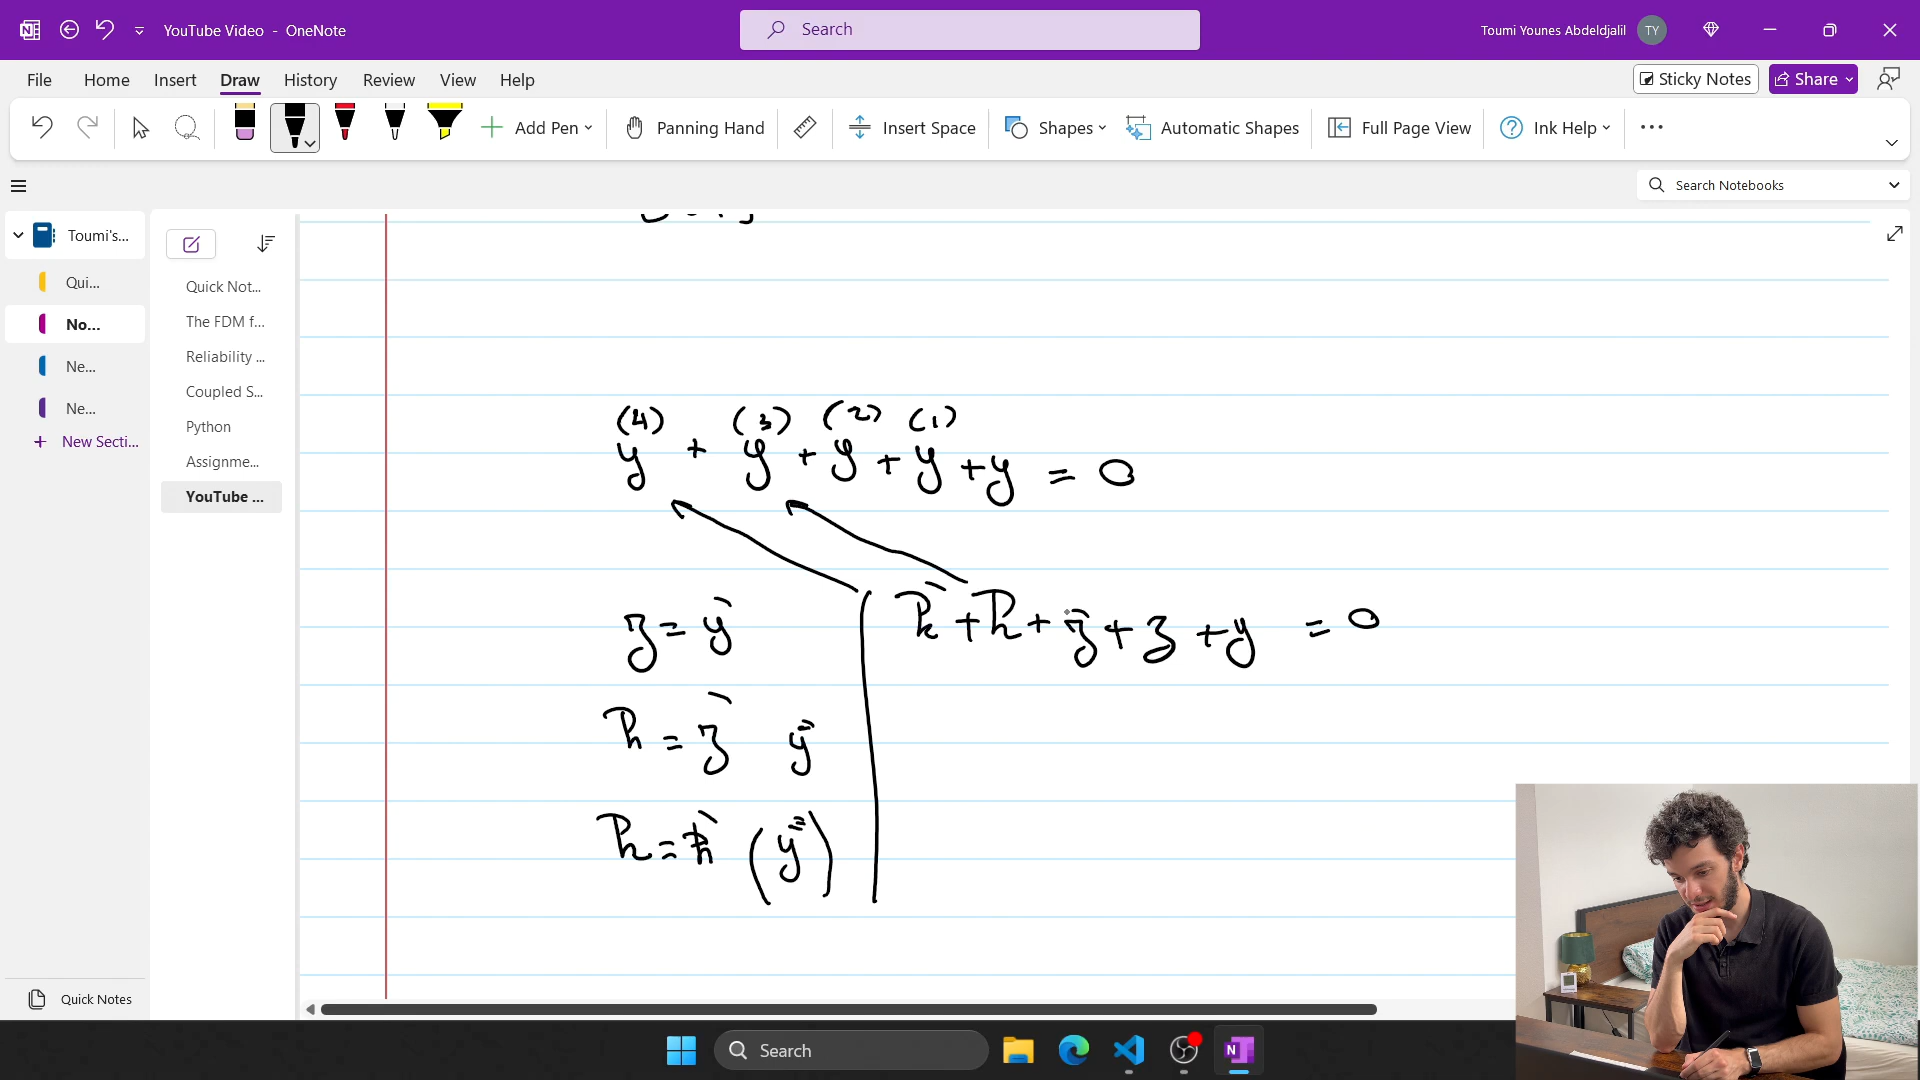 YouTube Video - OneNote
Search
Toumi Younes Abdeldjalil
TY
File Home Insert Draw History Review View Help
Sticky Notes
Share
Add Pen
Panning Hand
Insert Space
Shapes
Automatic Shapes
Full Page View
Ink Help
Search Notebooks
Toumi's...
Qui...
No...
Ne...
Ne...
New Secti...
Quick Not...
The FDM f...
Reliability ...
Coupled S...
Python
Assignme...
YouTube ...
(4) (3) (2) (1)
y + y + y + y + y = 0
z = y̅
h̅ + h + z̅ + z + y = 0
h = z̅ y̿
h = h̅ (y̿)
Quick Notes
Search
N